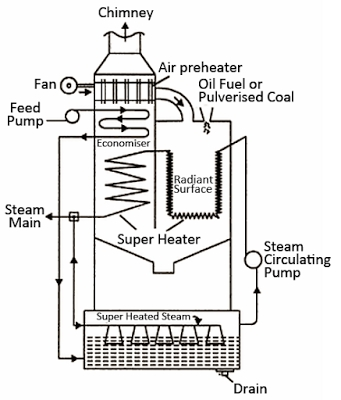 Chimney
Air preheater
Fan
Oil Fuel or
Pulverised Coal
Feed
Pump
Economiser
Radiant
Surface
Steam
Main
Super Heater
Steam
Circulating
Pump
Super Heated Steam
Drain